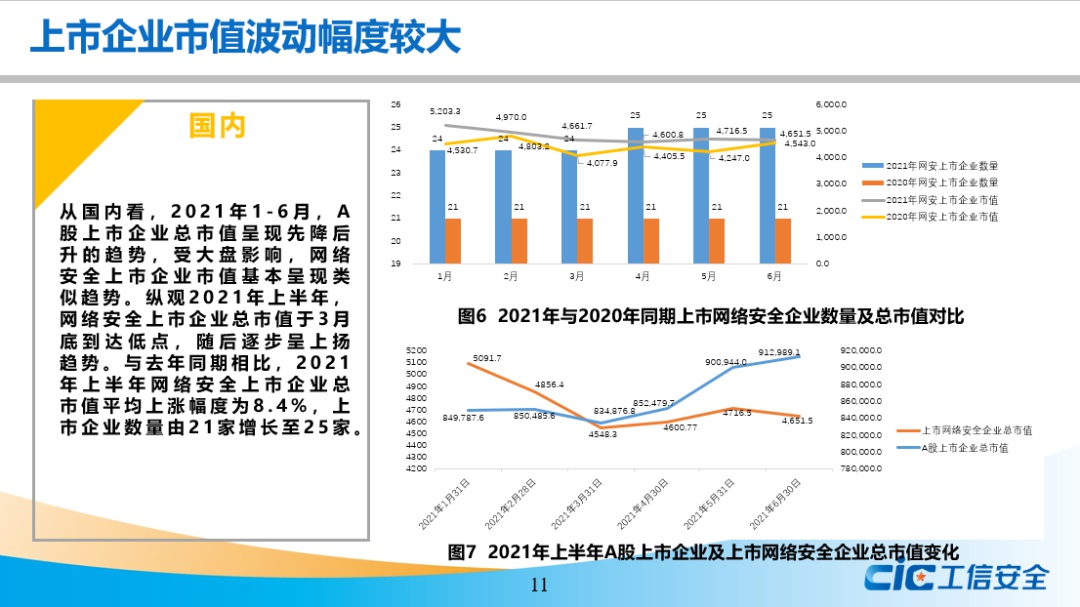 上市企业市值波动幅度较大
国内
从国内看，2021年1-6月，A
股上市企业总市值呈现先降后
升的趋势，受大盘影响，网络
安全上市企业市值基本呈现类
似趋势。纵观2021年上半年，
网络安全上市企业总市值于3月
底到达低点，随后逐步呈上扬
趋势。与去年同期相比，2021
年上半年网络安全上市企业总
市值平均上涨幅度为8.4%，上
市企业数量由21家增长至25家。
26
25
24
23
22
21
20
19
5,203.3
4,970.0
4,661.7
4,600.8
4,716.5
4,651.5
24
24
24
25
25
25
4,530.7
4,803.2
4,077.9
4,405.5
4,247.0
4,543.0
21
21
21
21
21
21
1月
2月
3月
4月
5月
6月
6,000.0
5,000.0
4,000.0
3,000.0
2,000.0
1,000.0
0.0
2021年网安上市企业数量
2020年网安上市企业数量
2021年网安上市企业市值
2020年网安上市企业市值
图6 2021年与2020年同期上市网络安全企业数量及总市值对比
5200
5100
5000
4900
4800
4700
4600
4500
4400
4300
4200
5091.7
4856.4
4548.3
4600.77
4716.5
4,651.5
849,787.6
850,485.6
834,876.8
852,479.7
900,944.0
912,989.1
2021年1月31日
2021年2月28日
2021年3月31日
2021年4月30日
2021年5月31日
2021年6月30日
920,000.0
900,000.0
880,000.0
860,000.0
840,000.0
820,000.0
800,000.0
780,000.0
上市网络安全企业总市值
A股上市企业总市值
图7 2021年上半年A股上市企业及上市网络安全企业总市值变化
11
CIC工信安全